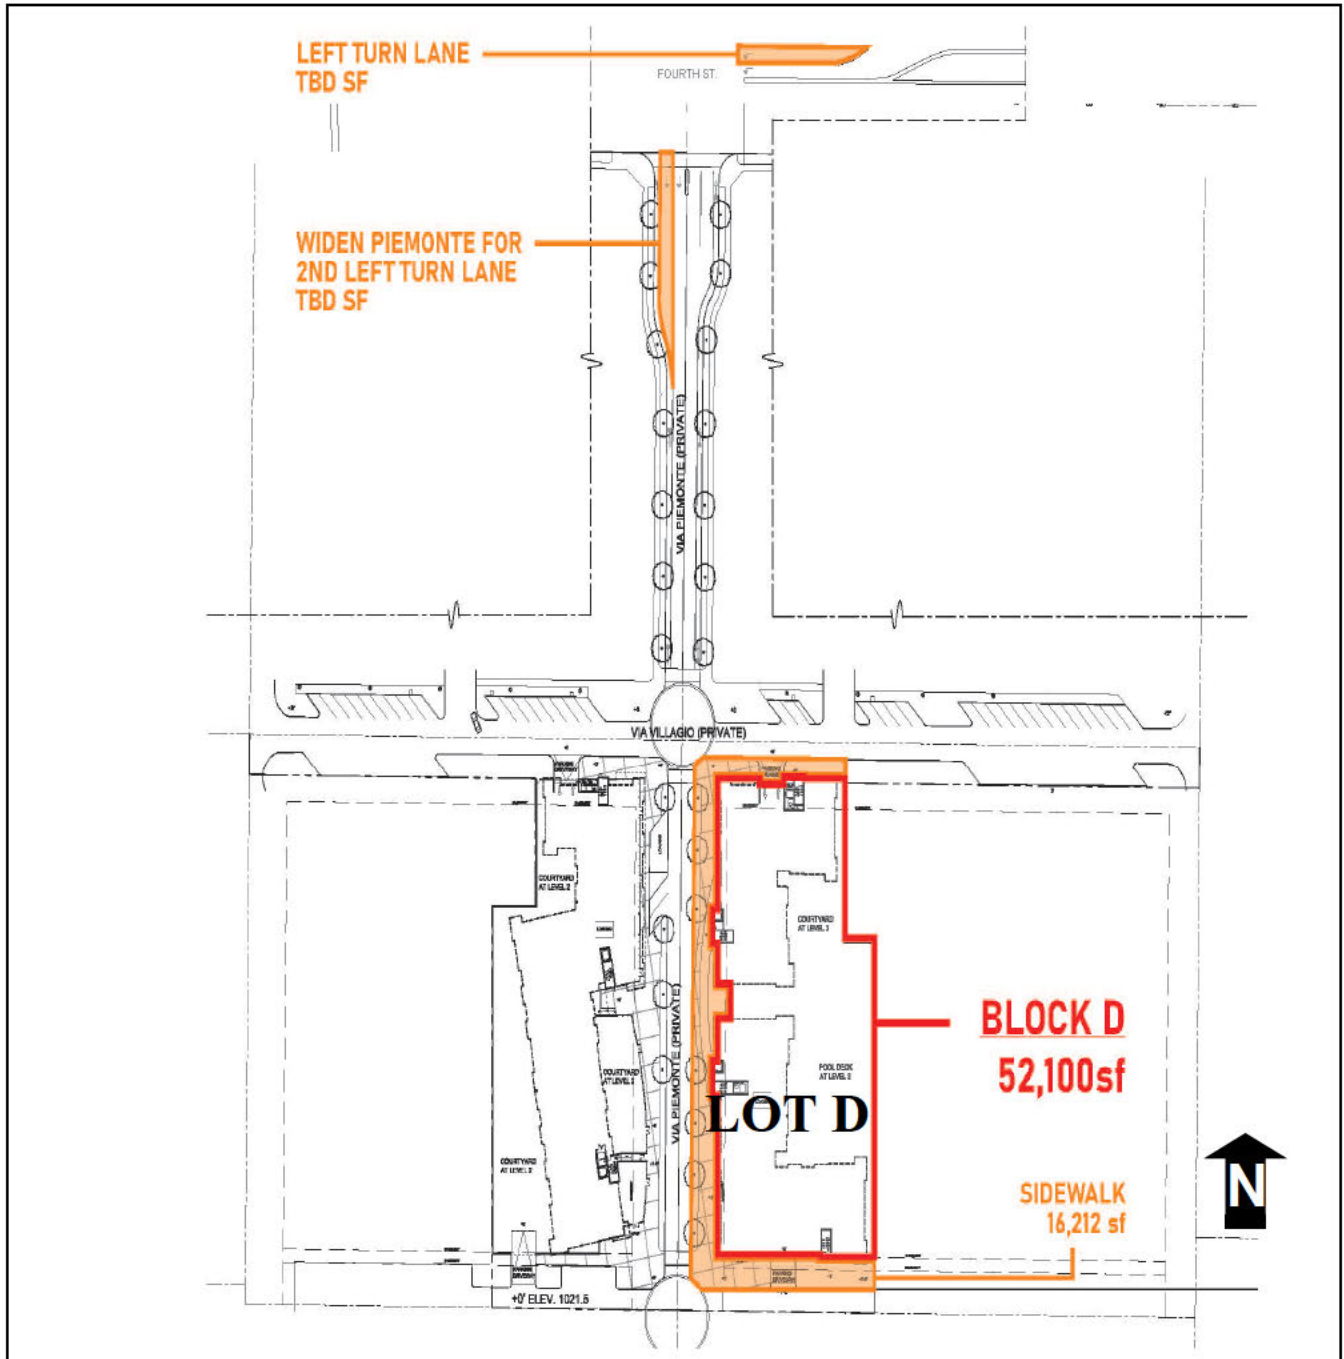 LEFT TURN LANE
TBD SF
FOURTH ST.
WIDEN PIEMONTE FOR
2ND LEFT TURN LANE
TBD SF
VIA PIEMONTE (PRIVATE)
VIA VILLAGIO (PRIVATE)
COURTYARD
AT LEVEL 2
COURTYARD
AT LEVEL 3
VIA PIEMONTE (PRIVATE)
BLOCK D
52,100sf
COURTYARD
AT LEVEL 2
POOL DECK
AT LEVEL 3
LOT D
COURTYARD
AT LEVEL 2
SIDEWALK
16,212 sf
N
+0' ELEV. 1021.5